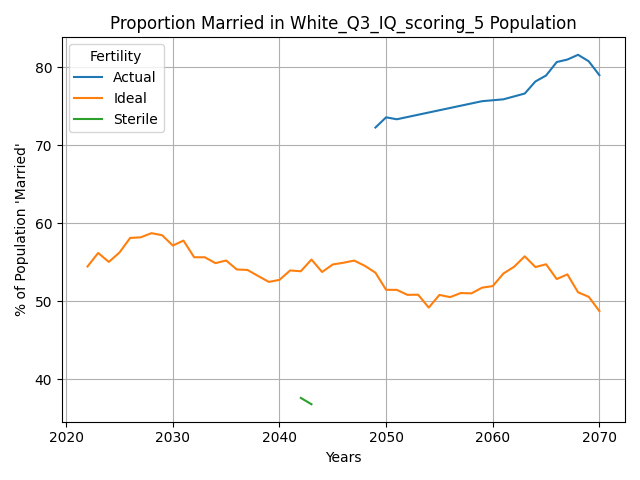 Proportion Married in White_Q3_IQ_scoring_5 Population
Fertility
Actual
Ideal
Sterile
% of Population 'Married'
80
70
60
50
40
2020
2030
2040
2050
2060
2070
Years